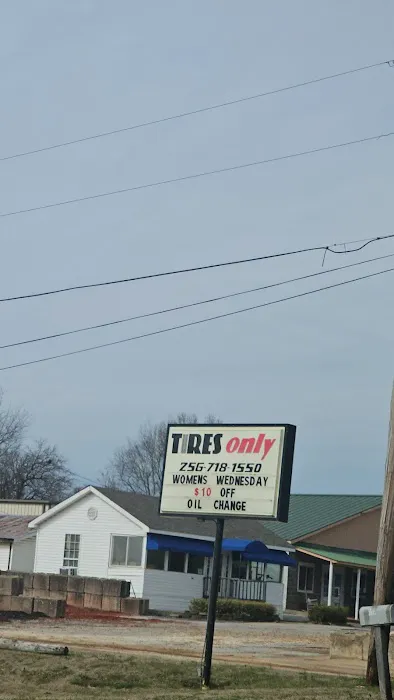 TIRES only
256-718-1550
WOMENS WEDNESDAY
$10 OFF
OIL CHANGE